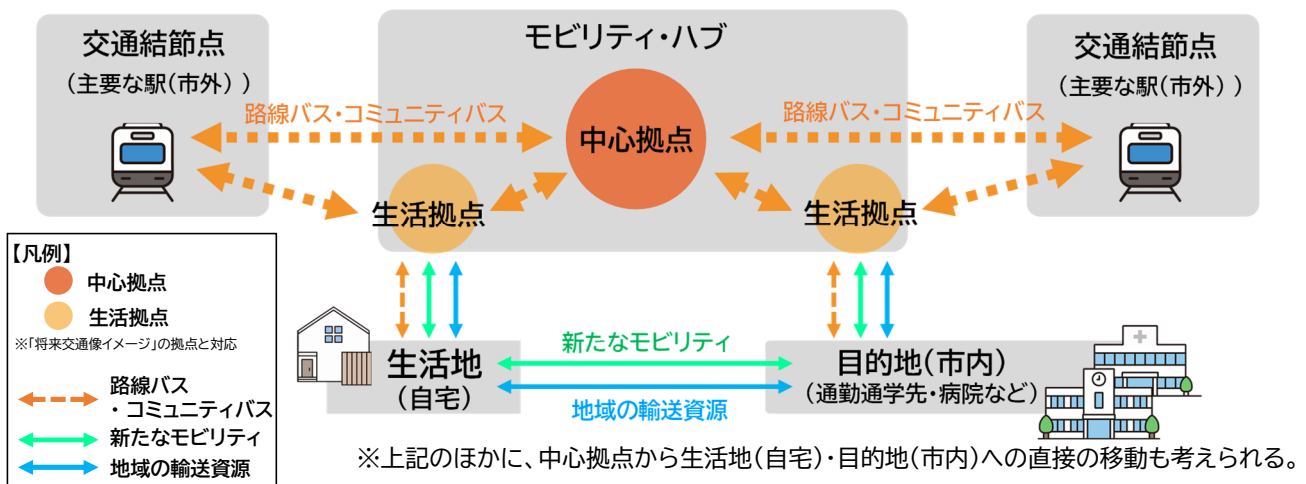 交通結節点
(主要な駅(市外) )
モビリティ・ハブ
交通結節点
(主要な駅(市外) )
路線バス・コミュニティバス
中心拠点
路線バス・コミュニティバス
生活拠点
生活拠点
【凡例】
中心拠点
生活拠点
※「将来交通像イメージ」の拠点と対応
路線バス
・コミュニティバス
新たなモビリティ
地域の輸送資源
生活地
(自宅)
新たなモビリティ
地域の輸送資源
目的地(市内)
(通勤通学先・病院など)
※上記のほかに、中心拠点から生活地(自宅)・目的地(市内)への直接の移動も考えられる。